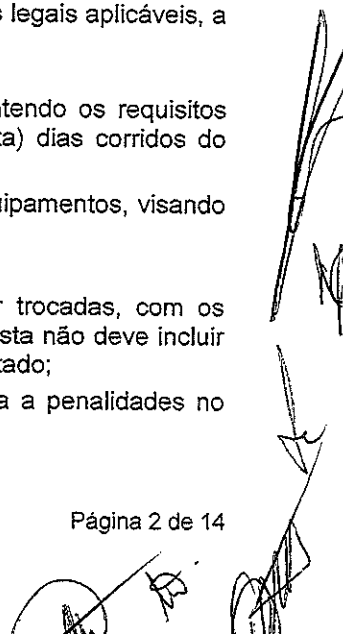 s legais aplicáveis, a
ntendo os requisitos
ta) dias corridos do
uipamentos, visando
r trocadas, com os
sta não deve incluir
tado;
a a penalidades no
Página 2 de 14